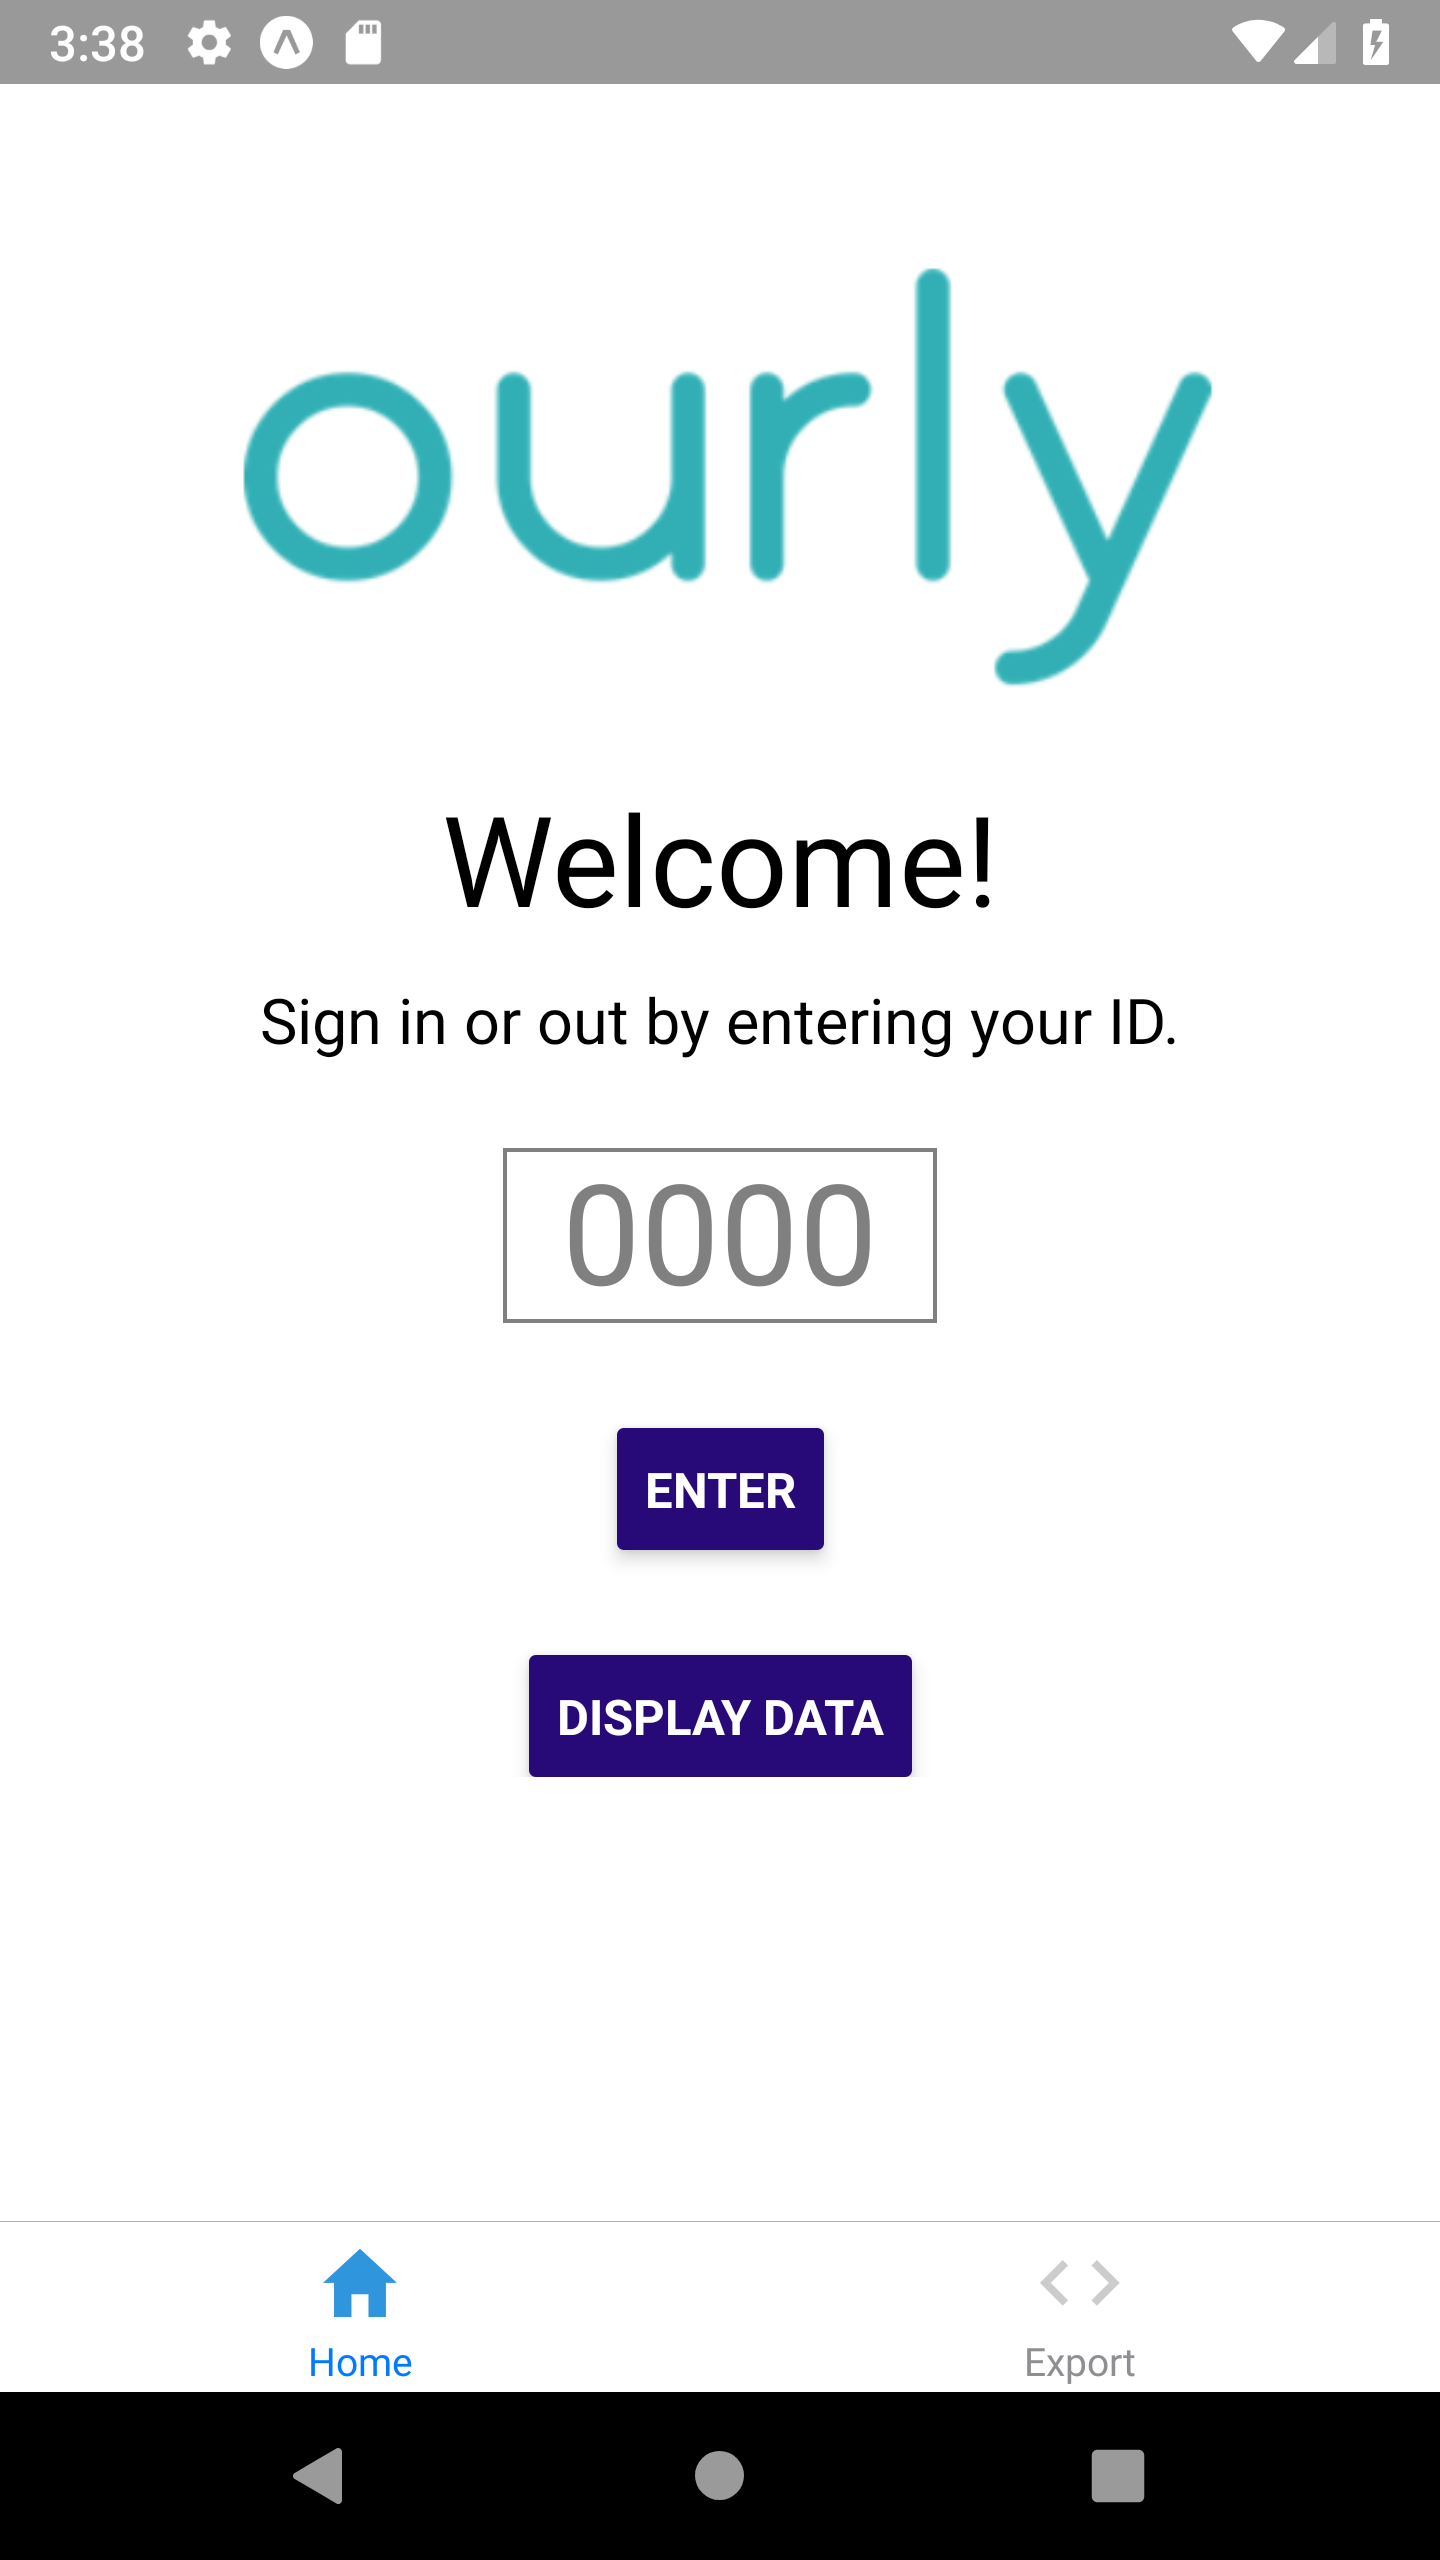 3:38
ourly
Welcome!
Sign in or out by entering your ID.
0000
ENTER
DISPLAY DATA
Home
Export